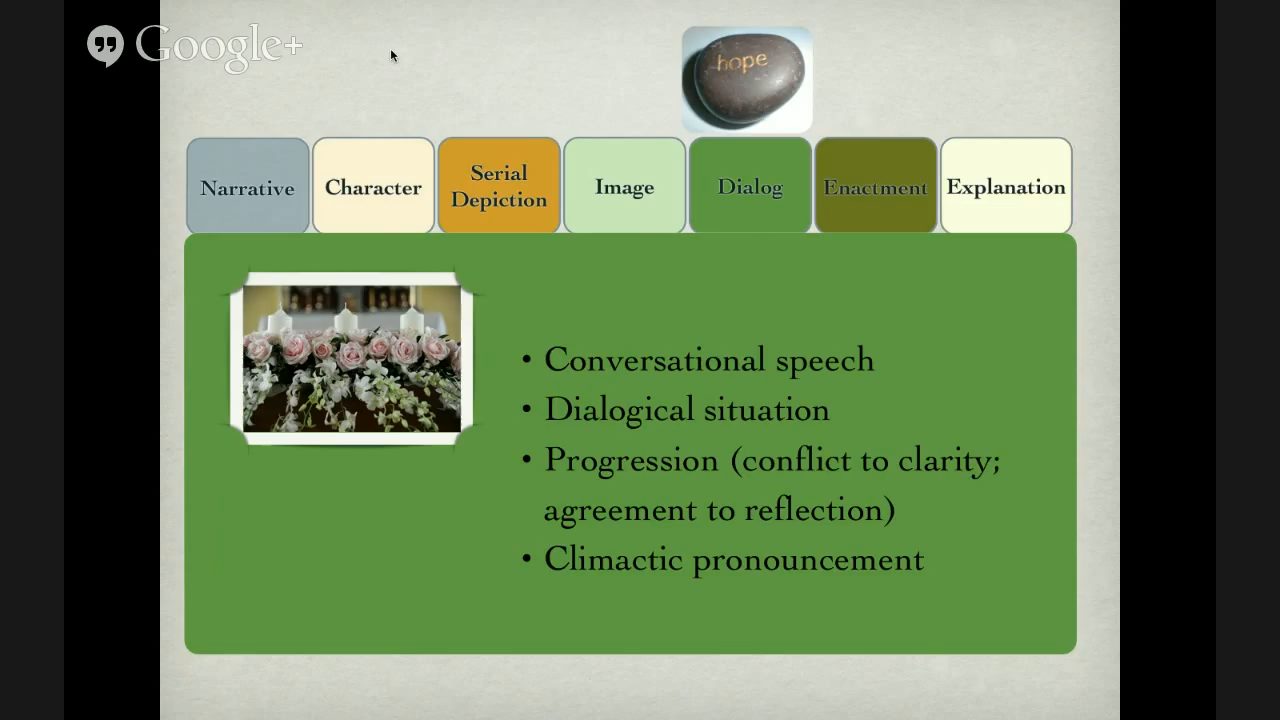 Google+
hope
Narrative
Character
Serial
Depiction
Image
Dialog
Enactment
Explanation
• Conversational speech
• Dialogical situation
• Progression (conflict to clarity;
agreement to reflection)
• Climactic pronouncement